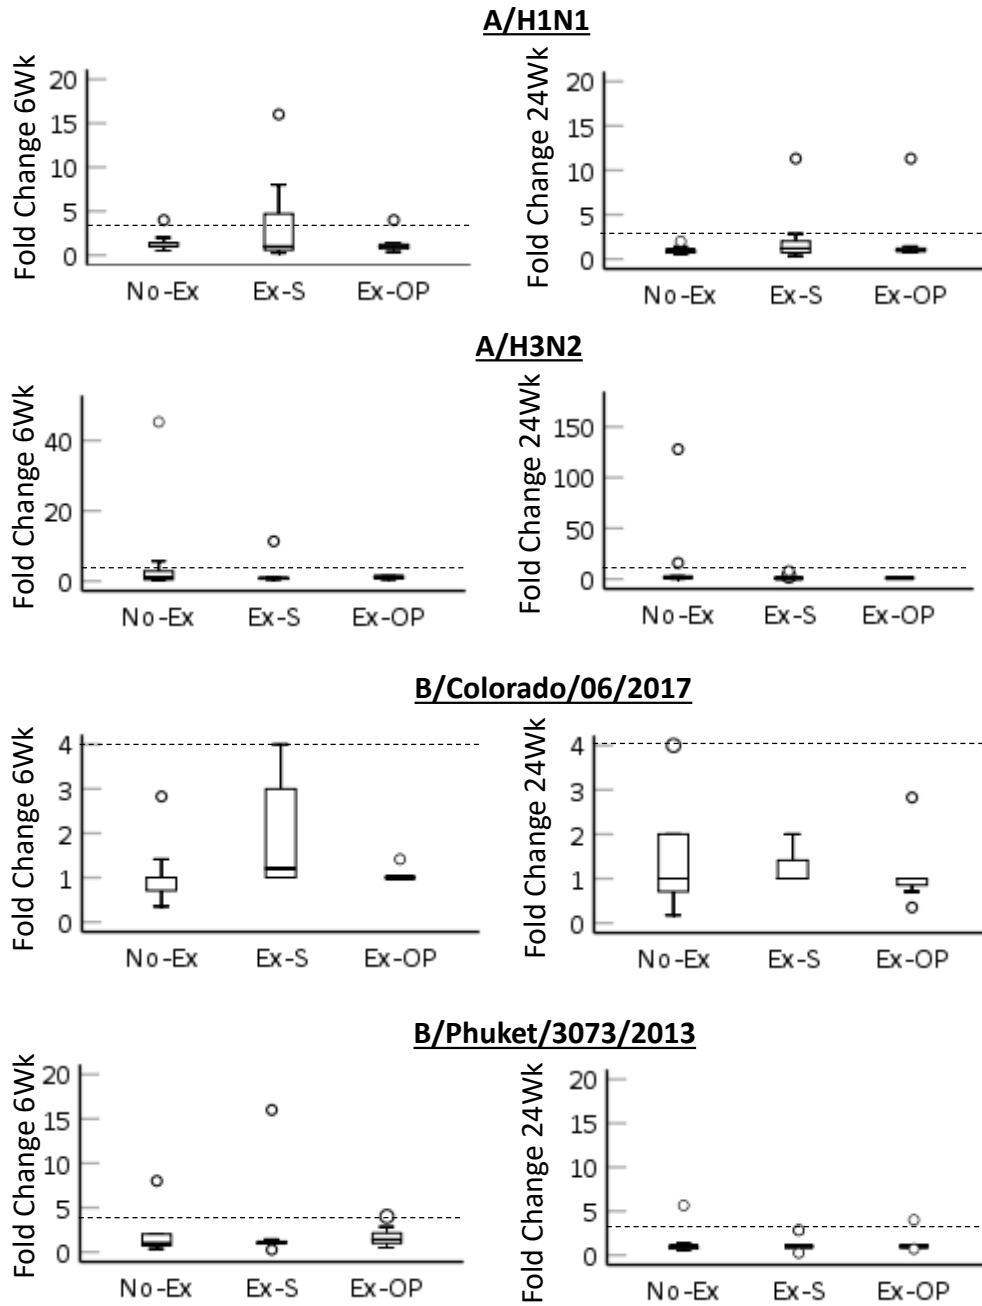 A/H1N1
Fold Change 6Wk
20
15
10
5
0
No-Ex Ex-S Ex-OP
Fold Change 24Wk
20
15
10
5
0
No-Ex Ex-S Ex-OP
A/H3N2
Fold Change 6Wk
40
20
0
No-Ex Ex-S Ex-OP
Fold Change 24Wk
150
100
50
0
No-Ex Ex-S Ex-OP
B/Colorado/06/2017
Fold Change 6Wk
4
3
2
1
0
No-Ex Ex-S Ex-OP
Fold Change 24Wk
4
3
2
1
0
No-Ex Ex-S Ex-OP
B/Phuket/3073/2013
Fold Change 6Wk
20
15
10
5
0
No-Ex Ex-S Ex-OP
Fold Change 24Wk
20
15
10
5
0
No-Ex Ex-S Ex-OP